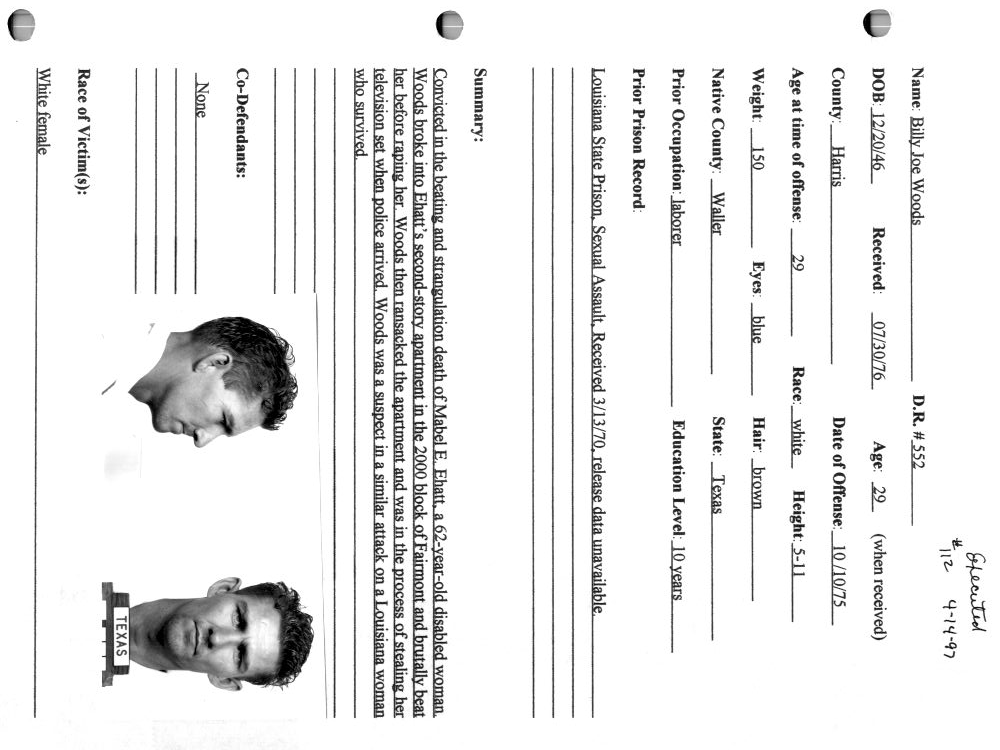 Executed
#112 4-14-97
Name: Billy Joe Woods D.R. # 552
DOB: 12/20/46 Received: 07/30/76 Age: 29 (when received)
County: Harris Date of Offense: 10 /10/75
Age at time of offense: 29 Race: white Height: 5-11
Weight: 150 Eyes: blue Hair: brown
Native County: Waller State: Texas
Prior Occupation: laborer Education Level: 10 years
Prior Prison Record:
Louisiana State Prison, Sexual Assault, Received 3/13/70, release data unavailable.
Summary:
Convicted in the beating and strangulation death of Mabel E. Ehatt, a 62-year-old disabled woman.
Woods broke into Ehatt's second-story apartment in the 2000 block of Fairmont and brutally beat
her before raping her. Woods then ransacked the apartment and was in the process of stealing her
television set when police arrived. Woods was a suspect in a similar attack on a Louisiana woman
who survived.
Co-Defendants:
None
Race of Victim(s):
White female
TEXAS